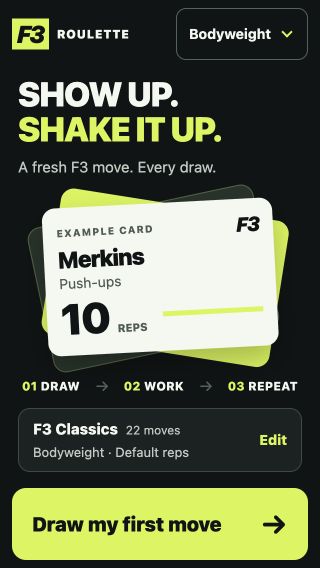 F3 ROULETTE
Bodyweight
SHOW UP.
SHAKE IT UP.
A fresh F3 move. Every draw.
EXAMPLE CARD
F3
Merkins
Push-ups
10 REPS
01 DRAW → 02 WORK → 03 REPEAT
F3 Classics 22 moves
Bodyweight · Default reps
Edit
Draw my first move →